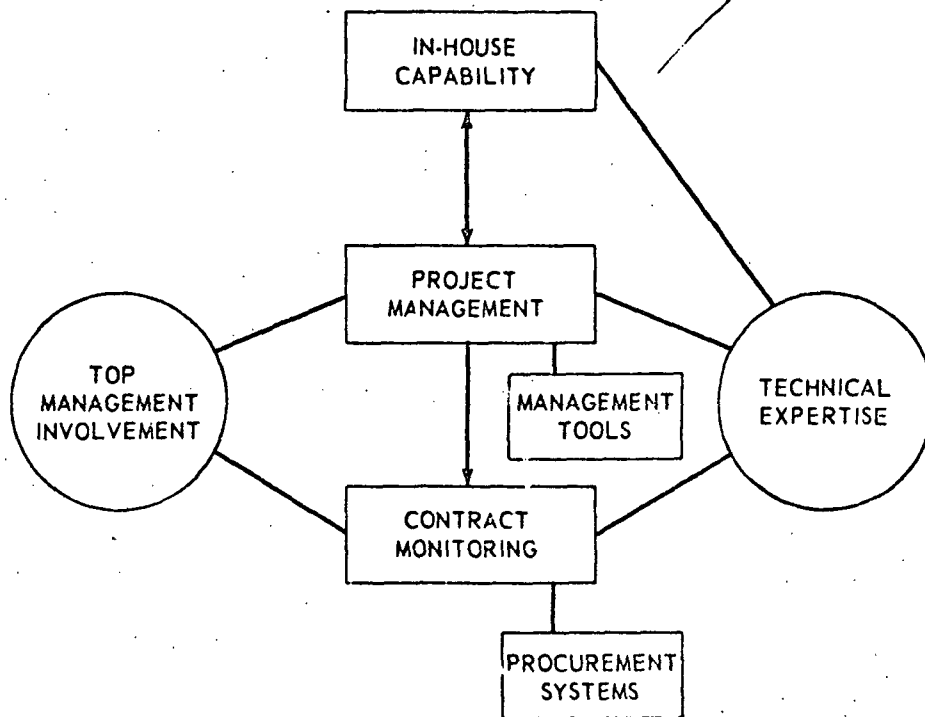 IN-HOUSE
CAPABILITY
PROJECT
MANAGEMENT
TOP
MANAGEMENT
INVOLVEMENT
MANAGEMENT
TOOLS
TECHNICAL
EXPERTISE
CONTRACT
MONITORING
PROCUREMENT
SYSTEMS